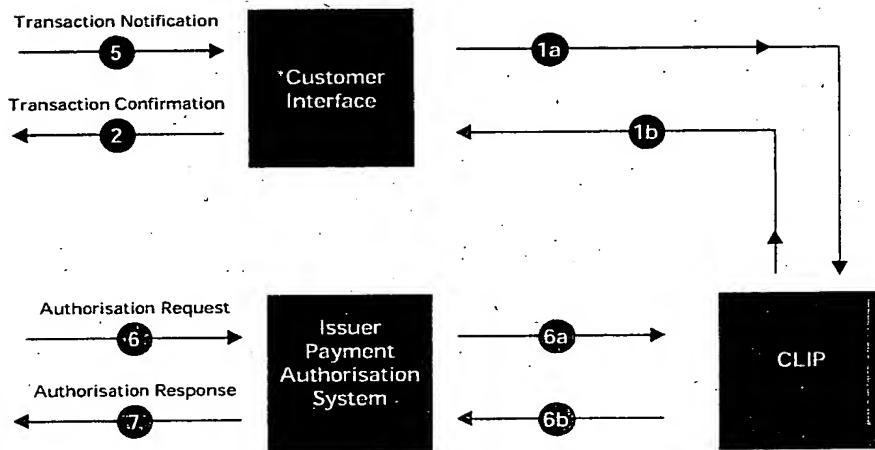 Transaction Notification
5
1a
*Customer
Interface
Transaction Confirmation
2
1b
Authorisation Request
6
Issuer
Payment
Authorisation
System
6a
CLIP
Authorisation Response
7
6b